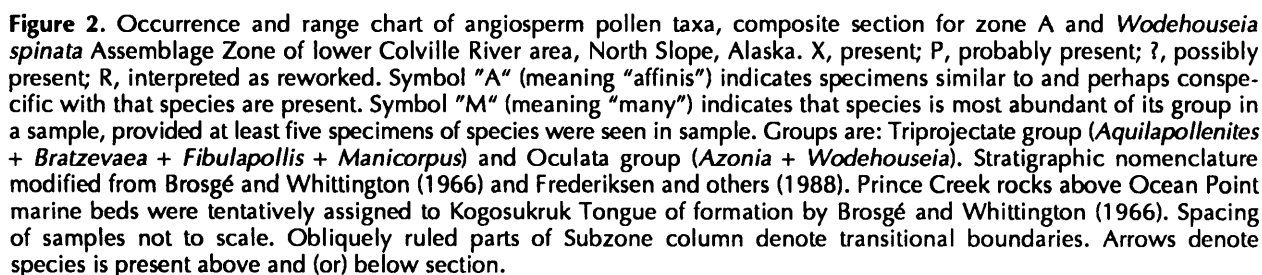 Figure 2. Occurrence and range chart of angiosperm pollen taxa, composite section for zone A and Wodehouseia
spinata Assemblage Zone of lower Colville River area, North Slope, Alaska. X, present; P, probably present; ?, possibly
present; R, interpreted as reworked. Symbol "A" (meaning "affinis") indicates specimens similar to and perhaps conspe-
cific with that species are present. Symbol "M" (meaning "many") indicates that species is most abundant of its group in
a sample, provided at least five specimens of species were seen in sample. Groups are: Triprojectate group (Aquilapollenites
+ Bratzevaea + Fibulapollis + Manicorpus) and Oculata group (Azonia + Wodehouseia). Stratigraphic nomenclature
modified from Brosgé and Whittington (1966) and Frederiksen and others (1988). Prince Creek rocks above Ocean Point
marine beds were tentatively assigned to Kogosukruk Tongue of formation by Brosgé and Whittington (1966). Spacing
of samples not to scale. Obliquely ruled parts of Subzone column denote transitional boundaries. Arrows denote
species is present above and (or) below section.